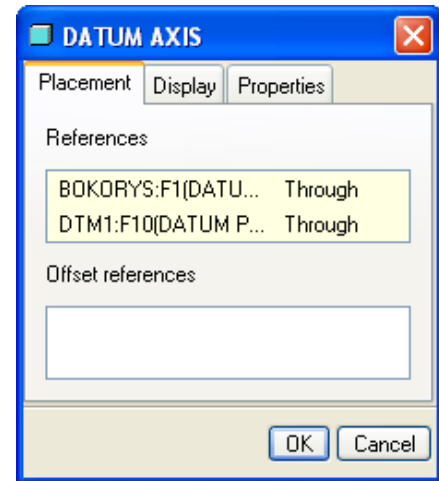 DATUM AXIS
Placement Display Properties
References
BOKORYS:F1(DATU... Through
DTM1:F10(DATUM P... Through
Offset references
OK Cancel